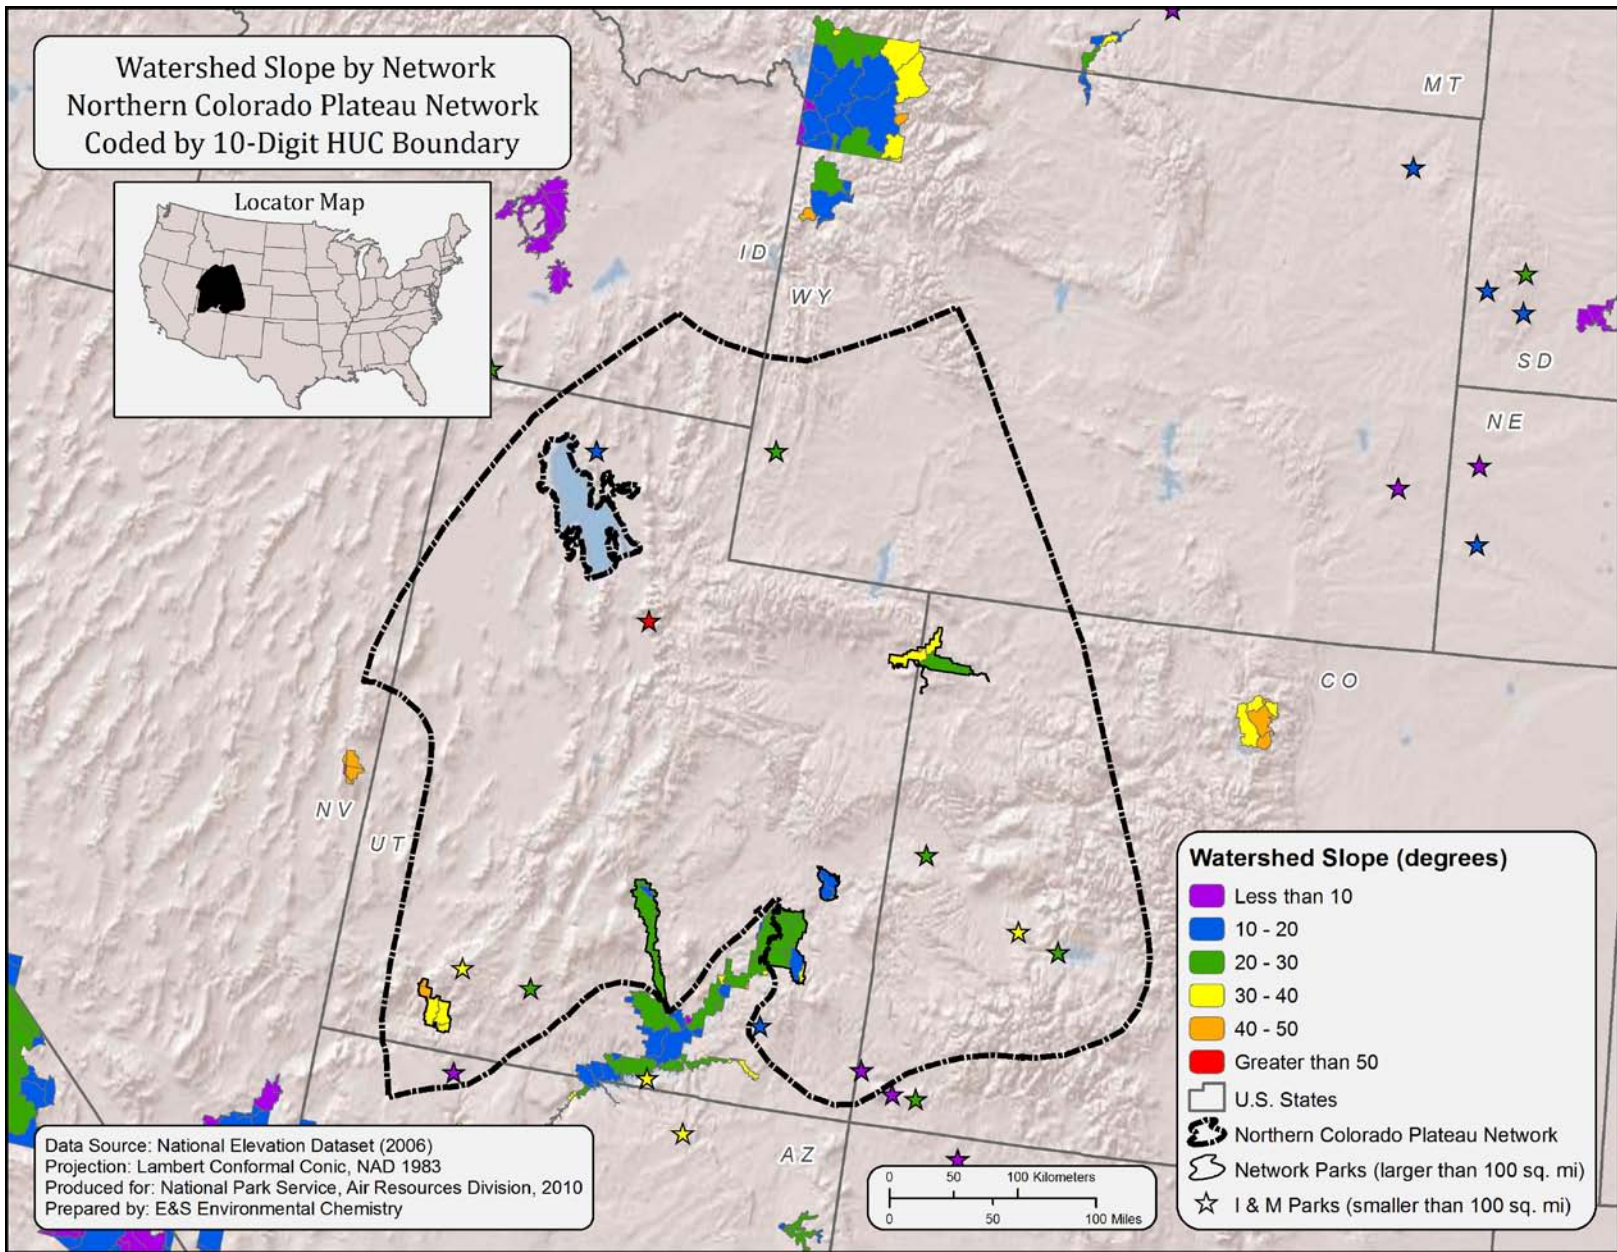 Watershed Slope by Network
Northern Colorado Plateau Network
Coded by 10-Digit HUC Boundary
Locator Map
MT
ID
WY
SD
NE
CO
NV
UT
AZ
Watershed Slope (degrees)
Less than 10
10 - 20
20 - 30
30 - 40
40 - 50
Greater than 50
U.S. States
Northern Colorado Plateau Network
Network Parks (larger than 100 sq. mi)
I & M Parks (smaller than 100 sq. mi)
Data Source: National Elevation Dataset (2006)
Projection: Lambert Conformal Conic, NAD 1983
Produced for: National Park Service, Air Resources Division, 2010
Prepared by: E&S Environmental Chemistry
0 50 100 Kilometers
0 50 100 Miles